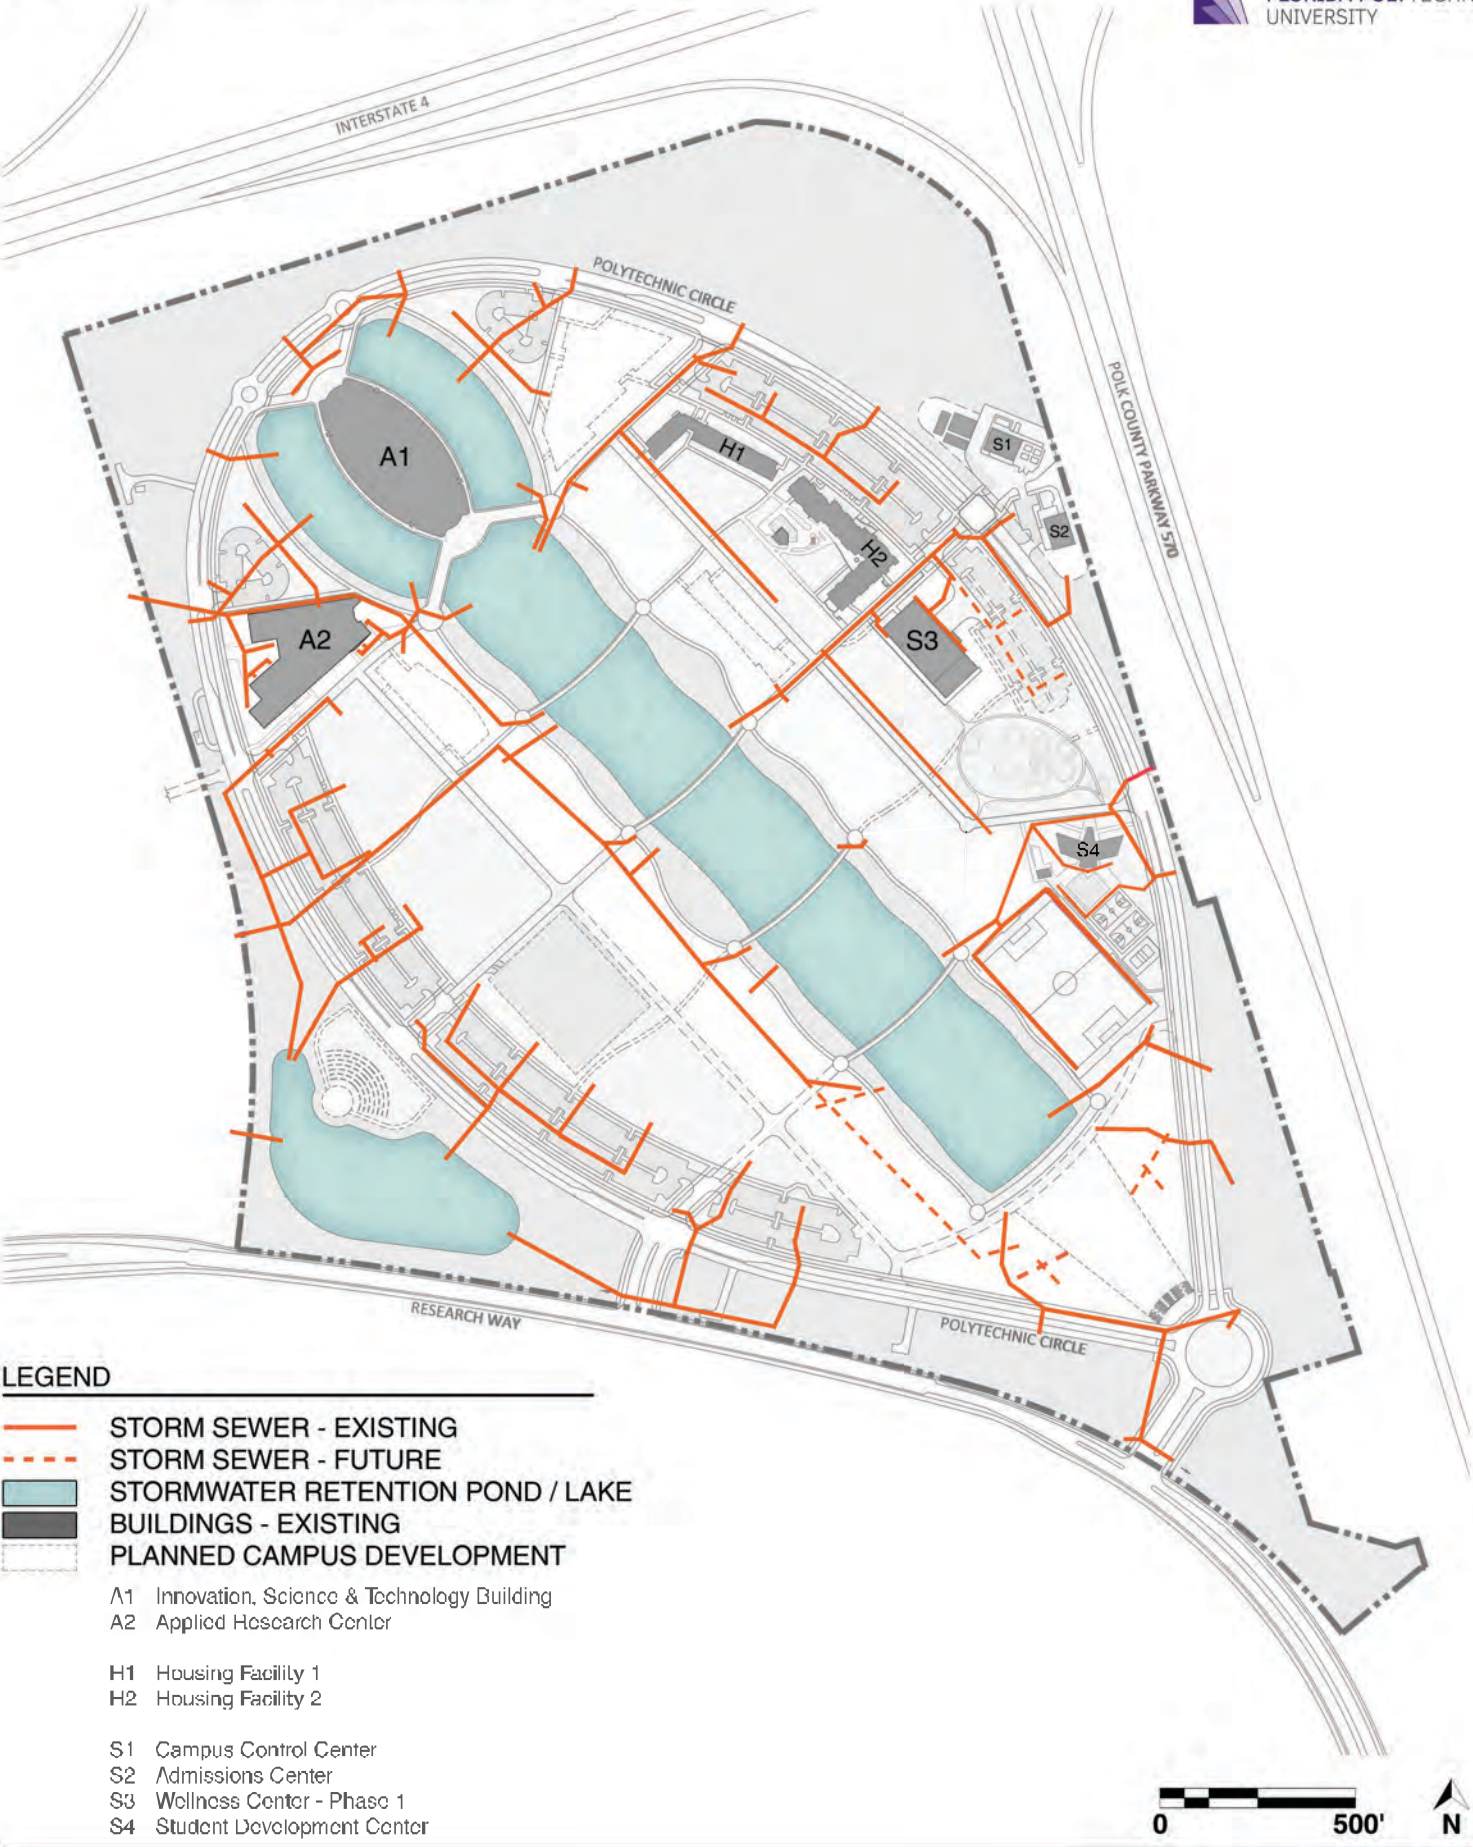 UNIVERSITY
INTERSTATE 4
POLYTECHNIC CIRCLE
POLK COUNTY PARKWAY 570
A1
H1
S1
S2
H2
A2
S3
S4
RESEARCH WAY
POLYTECHNIC CIRCLE
LEGEND
STORM SEWER - EXISTING
STORM SEWER - FUTURE
STORMWATER RETENTION POND / LAKE
BUILDINGS - EXISTING
PLANNED CAMPUS DEVELOPMENT
A1 Innovation, Science & Technology Building
A2 Applied Research Center
H1 Housing Facility 1
H2 Housing Facility 2
S1 Campus Control Center
S2 Admissions Center
S3 Wellness Center - Phase 1
S4 Student Development Center
0 500' N